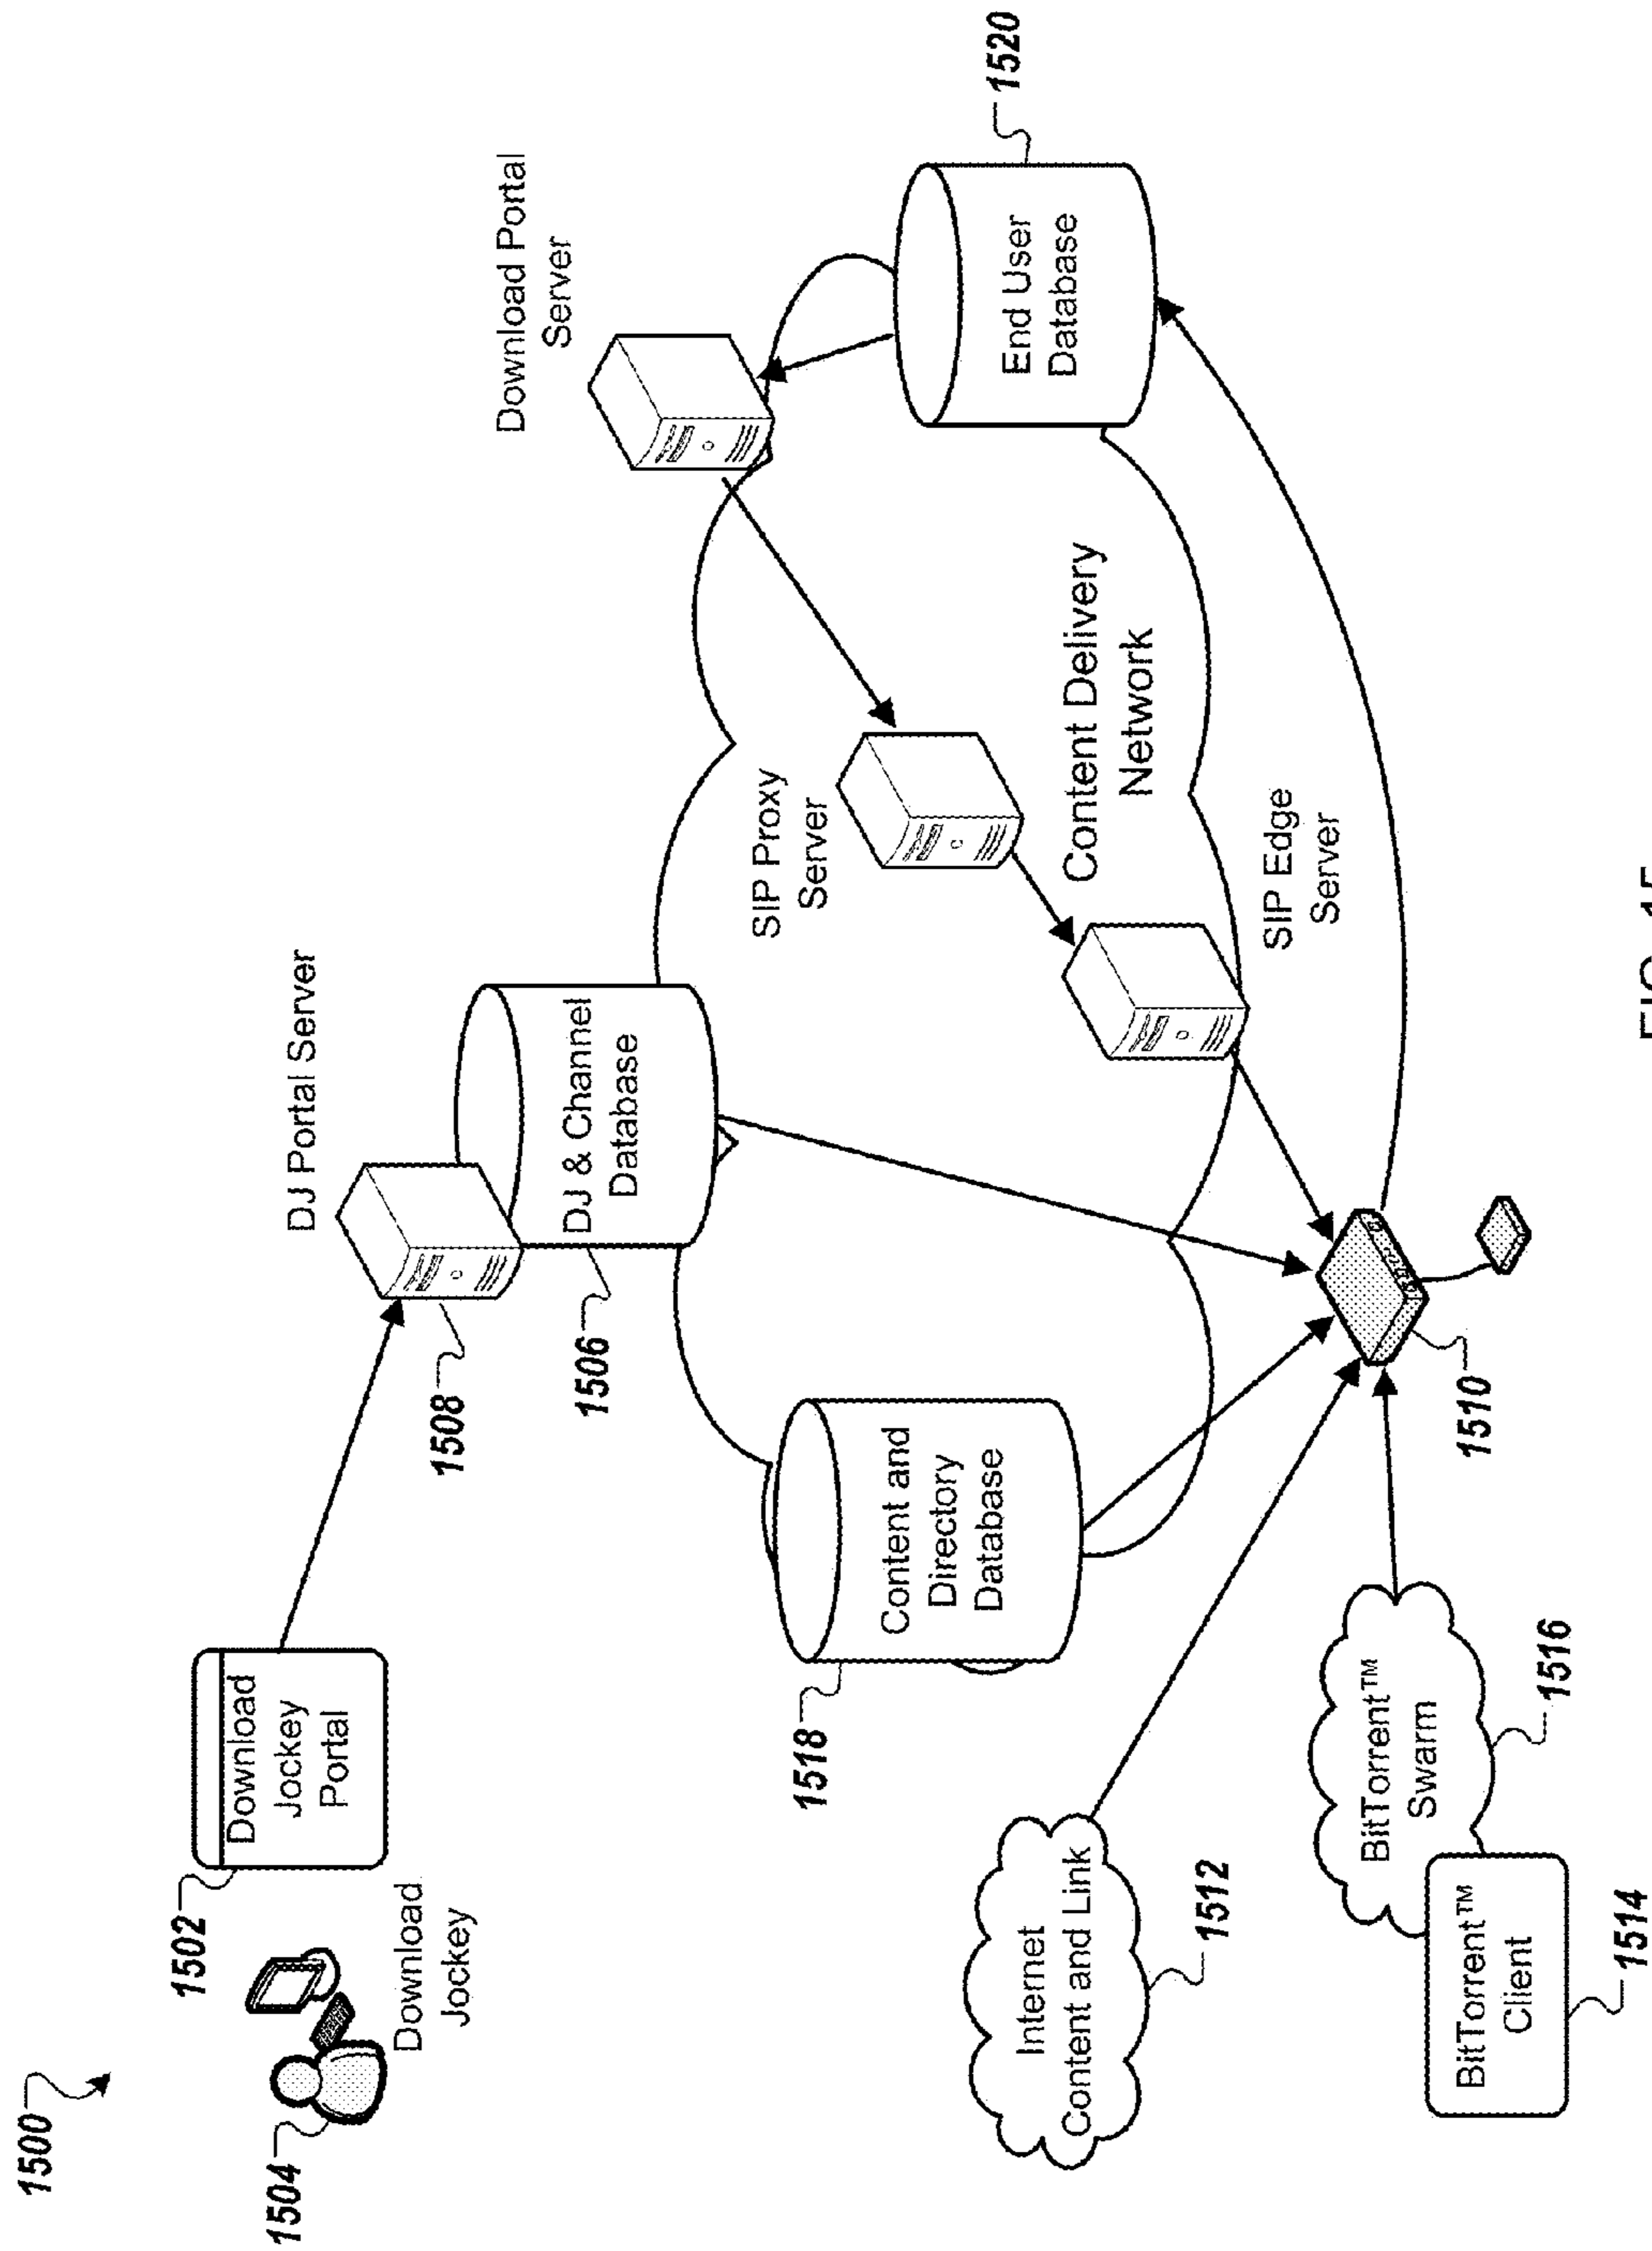 1500
1504
Download
Jockey
1502
Download
Jockey
Portal
DJ Portal Server
1508
1506
DJ & Channel
Database
Download Portal
Server
1520
End User
Database
SIP Proxy
Server
Content Delivery
Network
SIP Edge
Server
1518
Content and
Directory
Database
Internet
Content and Link
1512
BitTorrent™
Swarm
1516
BitTorrent™
Client
1514
1510
FIG. 15